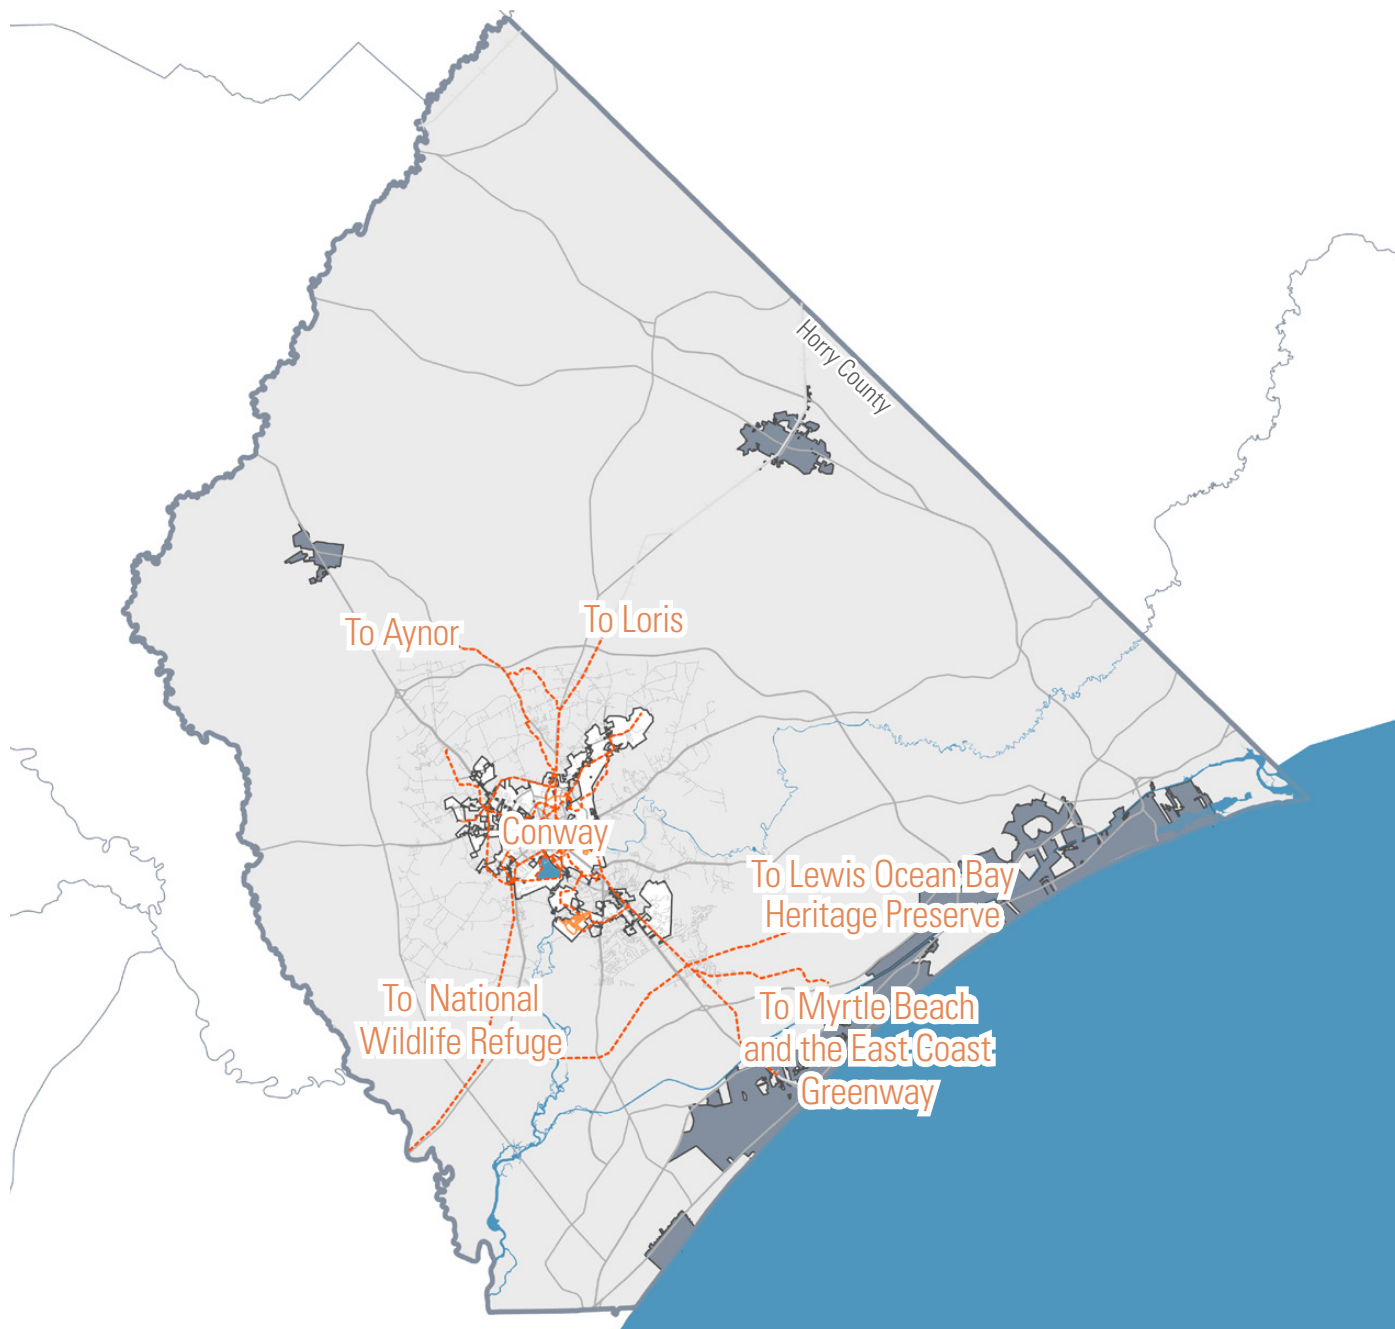 Horry County
To Aynor
To Loris
Conway
To Lewis Ocean Bay
Heritage Preserve
To National
Wildlife Refuge
To Myrtle Beach
and the East Coast
Greenway